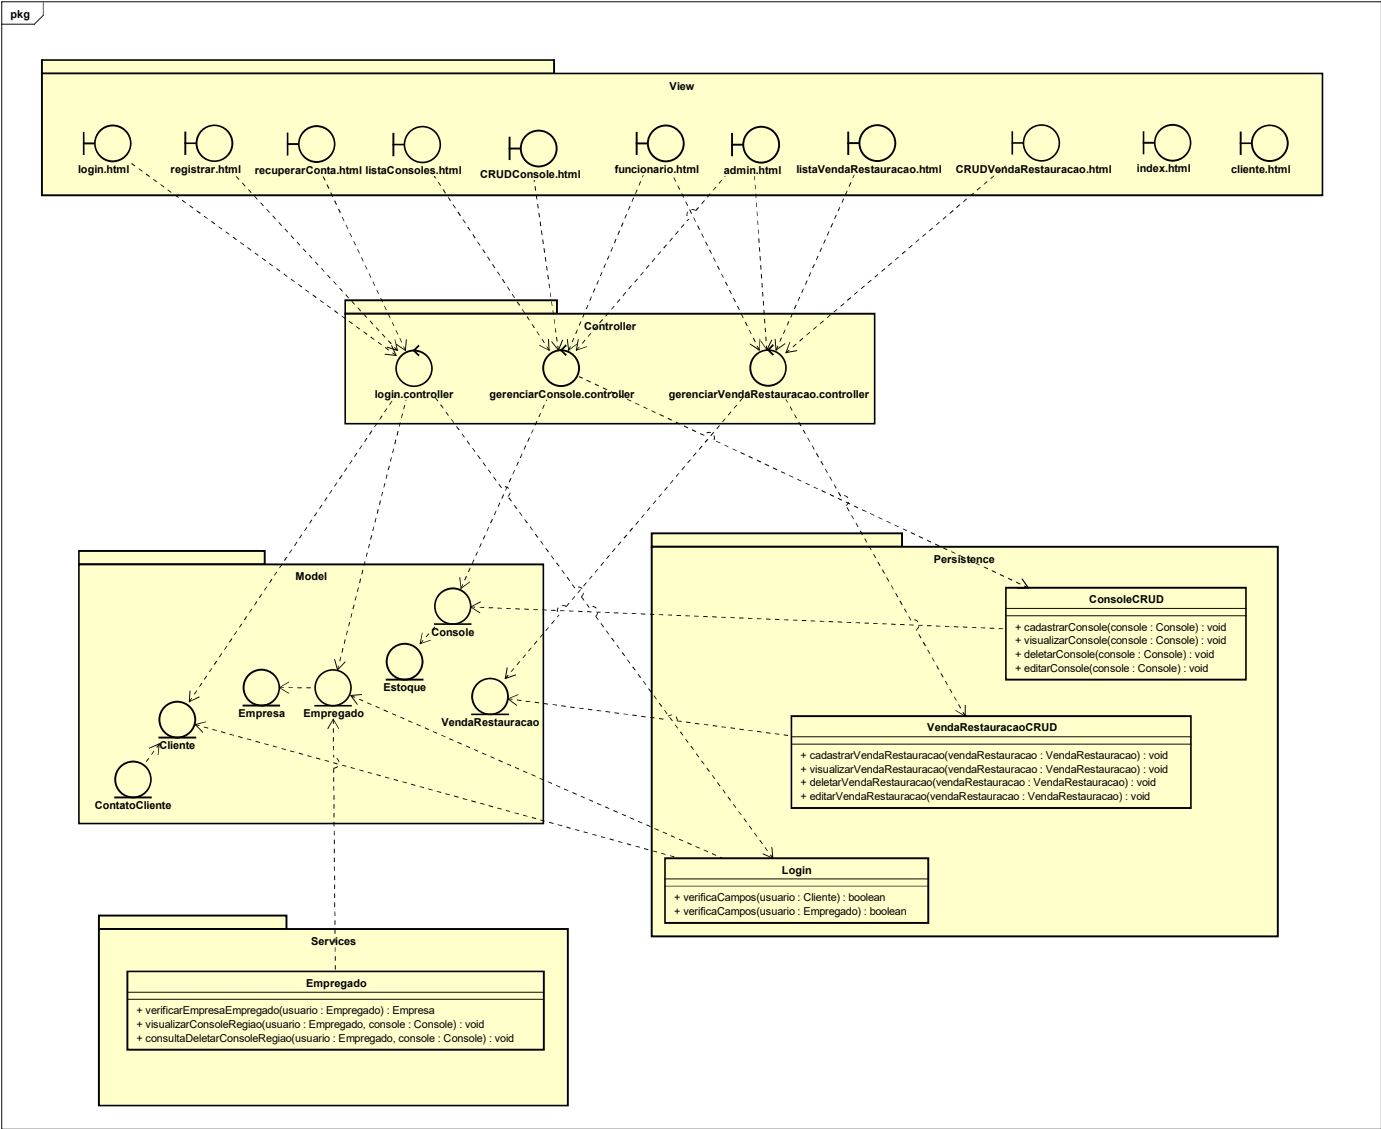 pkg
View
login.html
registrar.html
recuperarConta.html
listaConsoles.html
CRUDConsole.html
funcionario.html
admin.html
listaVendaRestauracao.html
CRUDVendaRestauracao.html
index.html
cliente.html
Controller
login.controller
gerenciarConsole.controller
gerenciarVendaRestauracao.controller
Model
Console
Estoque
Empresa
Empregado
VendaRestauracao
Cliente
ContatoCliente
Persistence
ConsoleCRUD
+ cadastrarConsole(console : Console) : void
+ visualizarConsole(console : Console) : void
+ deletarConsole(console : Console) : void
+ editarConsole(console : Console) : void
VendaRestauracaoCRUD
+ cadastrarVendaRestauracao(vendaRestauracao : VendaRestauracao) : void
+ visualizarVendaRestauracao(vendaRestauracao : VendaRestauracao) : void
+ deletarVendaRestauracao(vendaRestauracao : VendaRestauracao) : void
+ editarVendaRestauracao(vendaRestauracao : VendaRestauracao) : void
Login
+ verificaCampos(usuario : Cliente) : boolean
+ verificaCampos(usuario : Empregado) : boolean
Services
Empregado
+ verificarEmpresaEmpregado(usuario : Empregado) : Empresa
+ visualizarConsoleRegiao(usuario : Empregado, console : Console) : void
+ consultaDeletarConsoleRegiao(usuario : Empregado, console : Console) : void